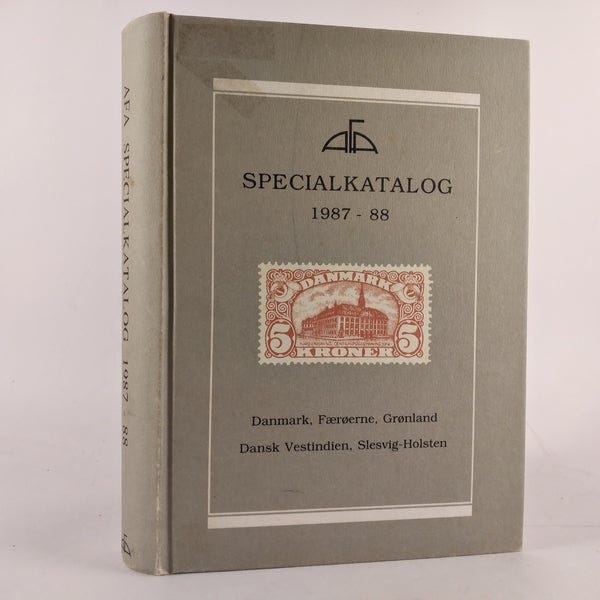 AFA SPECIALKATALOG 1987 - 88
AFA
SPECIALKATALOG
1987 - 88
DANMARK
5 5
KRONER
Danmark, Færøerne, Grønland
Dansk Vestindien, Slesvig-Holsten